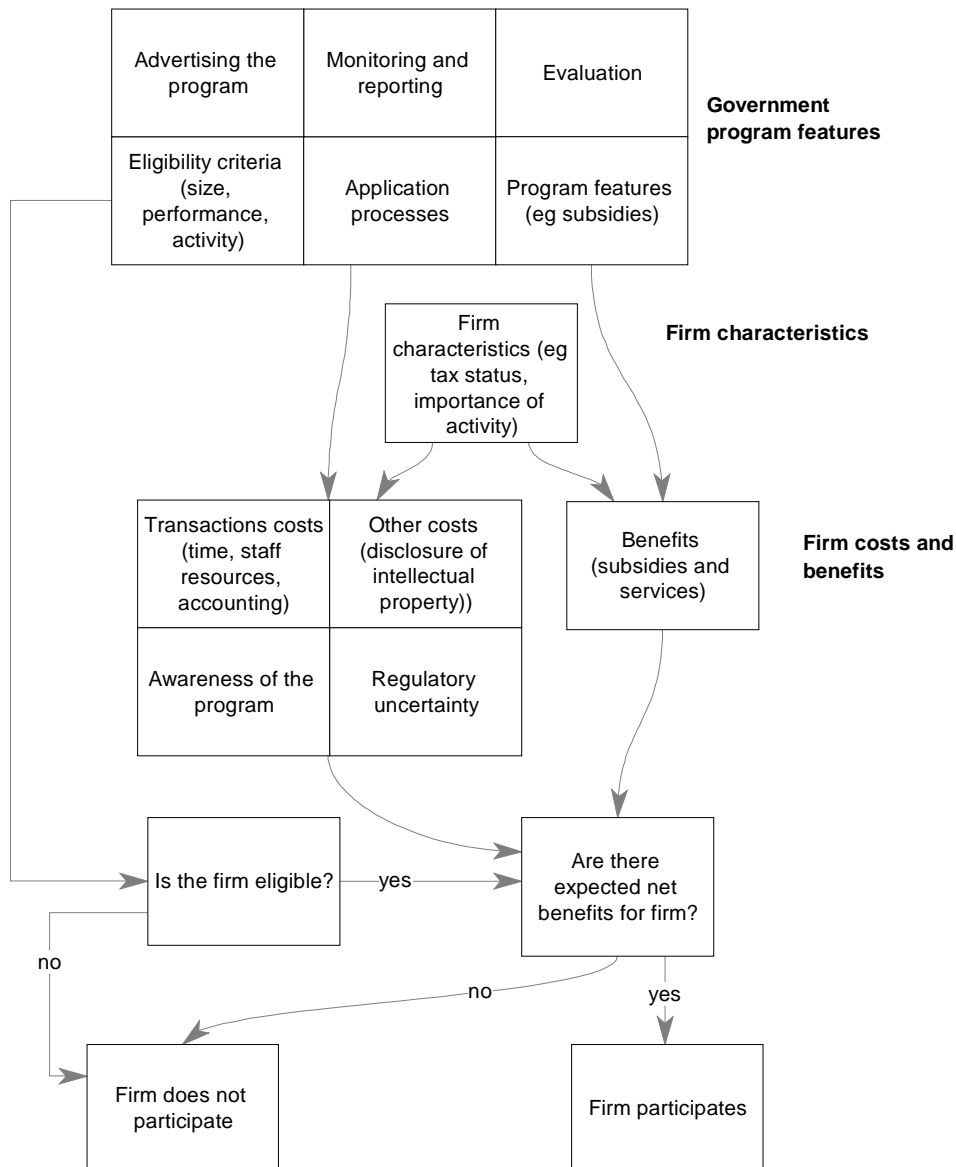 Advertising the
program
Monitoring and
reporting
Evaluation
Government
program features
Eligibility criteria
(size,
performance,
activity)
Application
processes
Program features
(eg subsidies)
Firm
characteristics (eg
tax status,
importance of
activity)
Firm characteristics
Transactions costs
(time, staff
resources,
accounting)
Other costs
(disclosure of
intellectual
property))
Benefits
(subsidies and
services)
Firm costs and
benefits
Awareness of the
program
Regulatory
uncertainty
Is the firm eligible?
yes
Are there
expected net
benefits for firm?
no
no
yes
Firm does not
participate
Firm participates